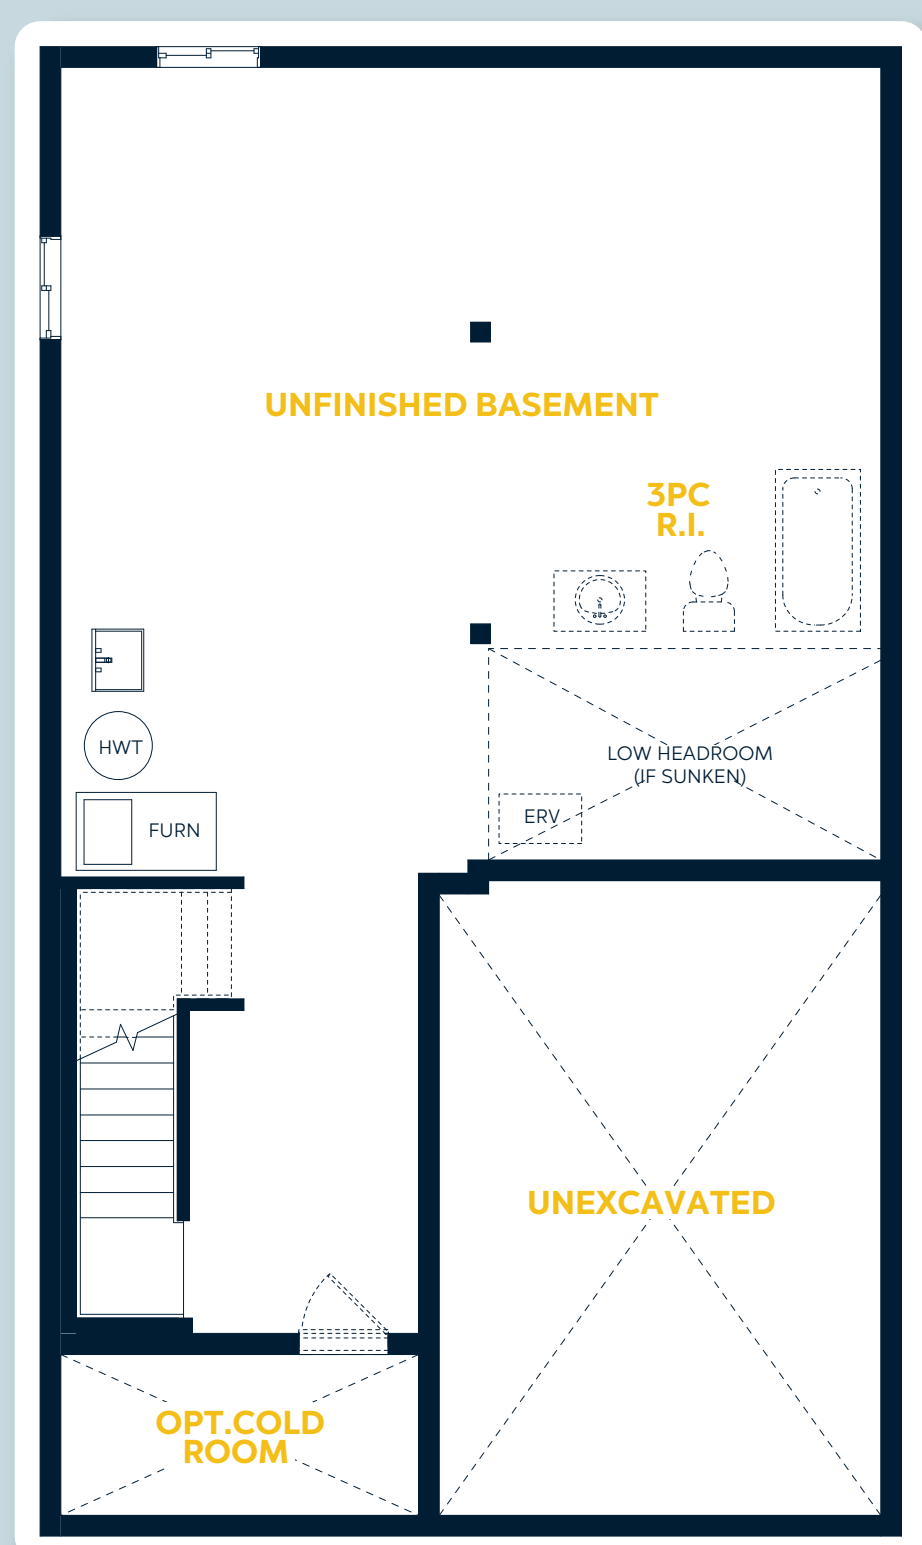 UNFINISHED BASEMENT
3PC
R.I.
HWT
LOW HEADROOM
(IF SUNKEN)
ERV
FURN
UNEXCAVATED
OPT.COLD
ROOM